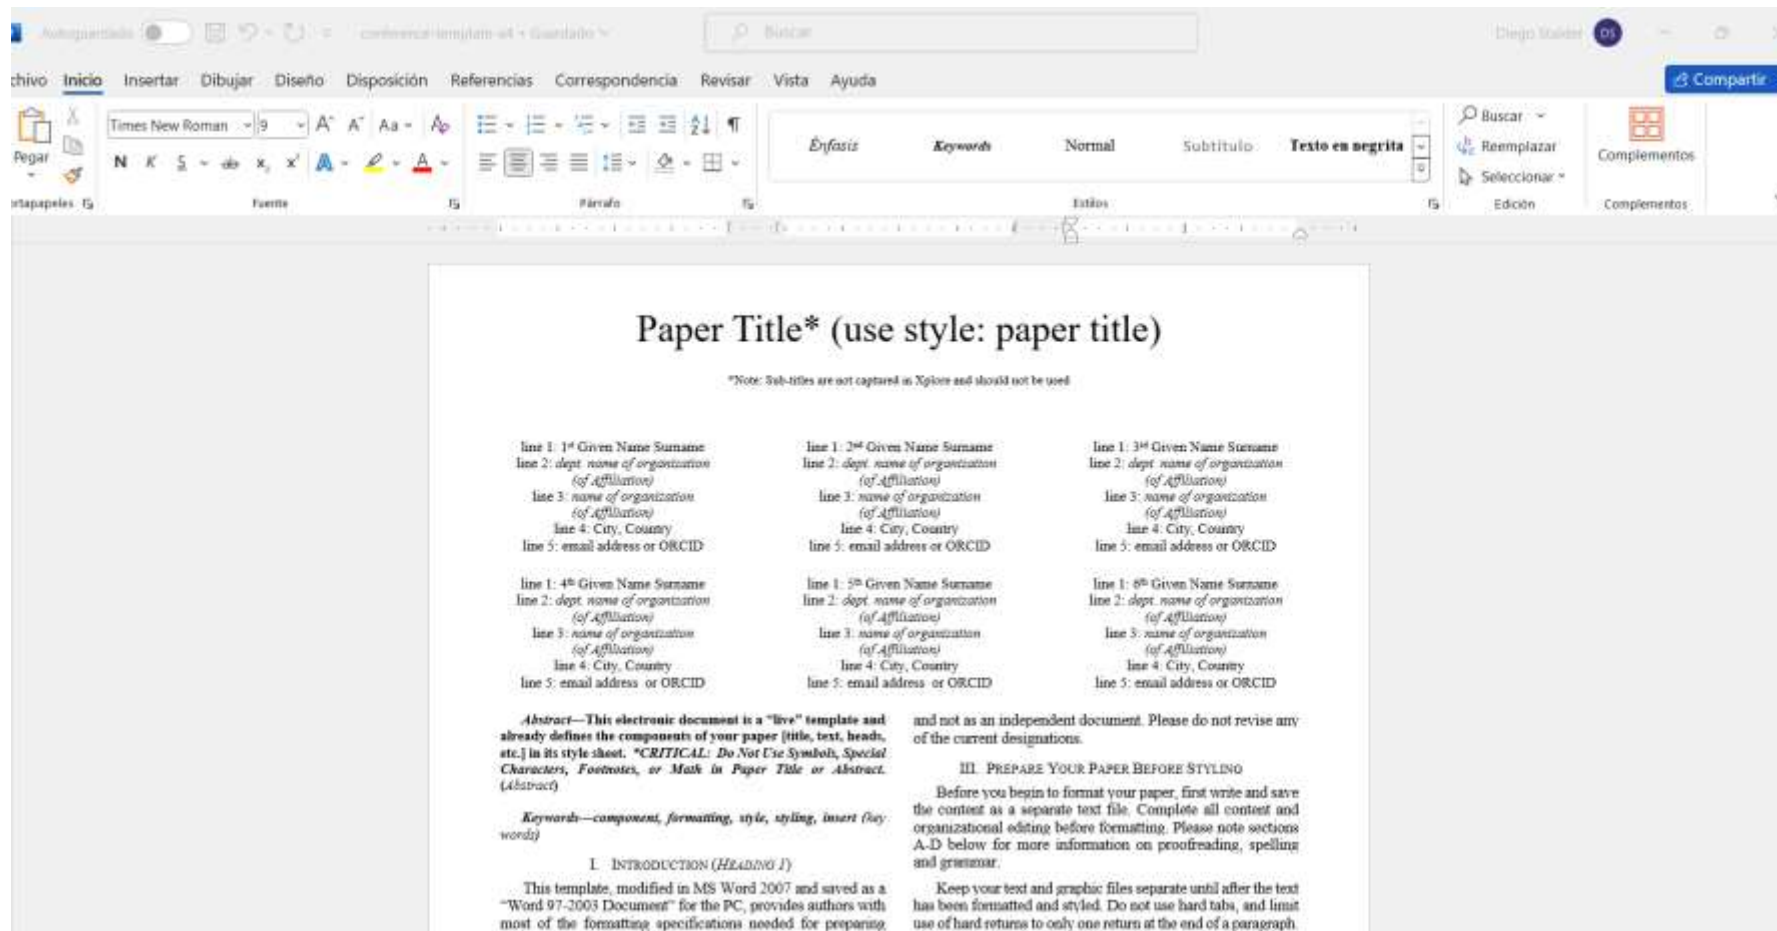 Autoguardado conference-template-a4 • Guardado Buscar Diego Stalder DS
chivo Inicio Insertar Dibujar Diseño Disposición Referencias Correspondencia Revisar Vista Ayuda Compartir
Times New Roman 9 A A Aa A
Pegar
N K S ab x, x' A A
Énfasis Keywords Normal Subtítulo Texto en negrita
Buscar
Reemplazar
Seleccionar
Complementos
rtapapeles Fuente Párrafo Estilos Edición Complementos
Paper Title* (use style: paper title)
*Note: Sub-titles are not captured in Xplore and should not be used
line 1: 1st Given Name Surname
line 2: dept. name of organization
(of Affiliation)
line 3: name of organization
(of Affiliation)
line 4: City, Country
line 5: email address or ORCID
line 1: 2nd Given Name Surname
line 2: dept. name of organization
(of Affiliation)
line 3: name of organization
(of Affiliation)
line 4: City, Country
line 5: email address or ORCID
line 1: 3rd Given Name Surname
line 2: dept. name of organization
(of Affiliation)
line 3: name of organization
(of Affiliation)
line 4: City, Country
line 5: email address or ORCID
line 1: 4th Given Name Surname
line 2: dept. name of organization
(of Affiliation)
line 3: name of organization
(of Affiliation)
line 4: City, Country
line 5: email address or ORCID
line 1: 5th Given Name Surname
line 2: dept. name of organization
(of Affiliation)
line 3: name of organization
(of Affiliation)
line 4: City, Country
line 5: email address or ORCID
line 1: 6th Given Name Surname
line 2: dept. name of organization
(of Affiliation)
line 3: name of organization
(of Affiliation)
line 4: City, Country
line 5: email address or ORCID
Abstract—This electronic document is a “live” template and
already defines the components of your paper [title, text, heads,
etc.] in its style sheet. *CRITICAL: Do Not Use Symbols, Special
Characters, Footnotes, or Math in Paper Title or Abstract.
(Abstract)
Keywords—component, formatting, style, styling, insert (key
words)
I. INTRODUCTION (HEADING 1)
This template, modified in MS Word 2007 and saved as a
“Word 97-2003 Document” for the PC, provides authors with
most of the formatting specifications needed for preparing
and not as an independent document. Please do not revise any
of the current designations.
III. PREPARE YOUR PAPER BEFORE STYLING
Before you begin to format your paper, first write and save
the content as a separate text file. Complete all content and
organizational editing before formatting. Please note sections
A-D below for more information on proofreading, spelling
and grammar.
Keep your text and graphic files separate until after the text
has been formatted and styled. Do not use hard tabs, and limit
use of hard returns to only one return at the end of a paragraph.